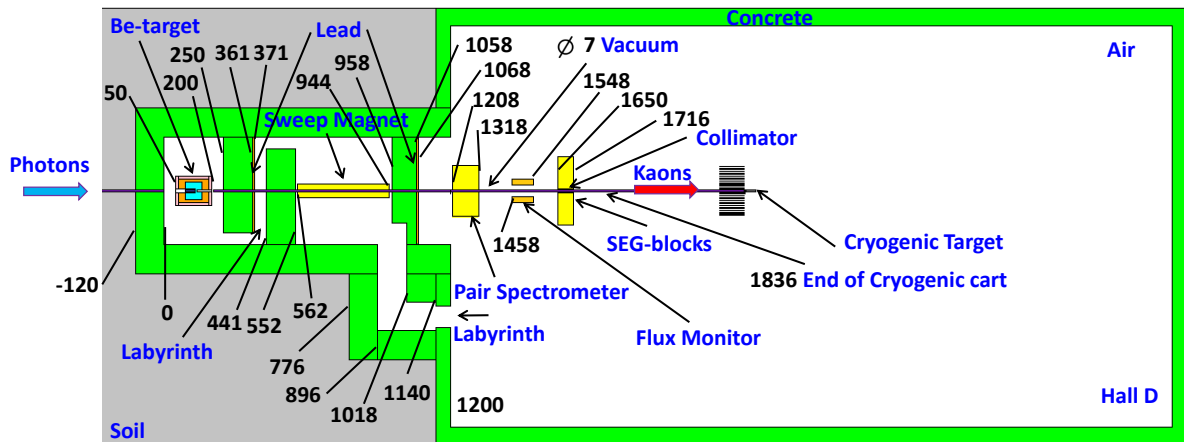 Concrete
Be-target
Lead
1058
∅ 7 Vacuum
Air
250
361
371
958
1068
1548
200
944
1208
1650
50
1318
1716
Sweep Magnet
Collimator
Photons
Kaons
1458
SEG-blocks
Cryogenic Target
-120
0
441
552
562
Pair Spectrometer
1836 End of Cryogenic cart
Labyrinth
776
Labyrinth
Flux Monitor
896
1018
1140
1200
Hall D
Soil